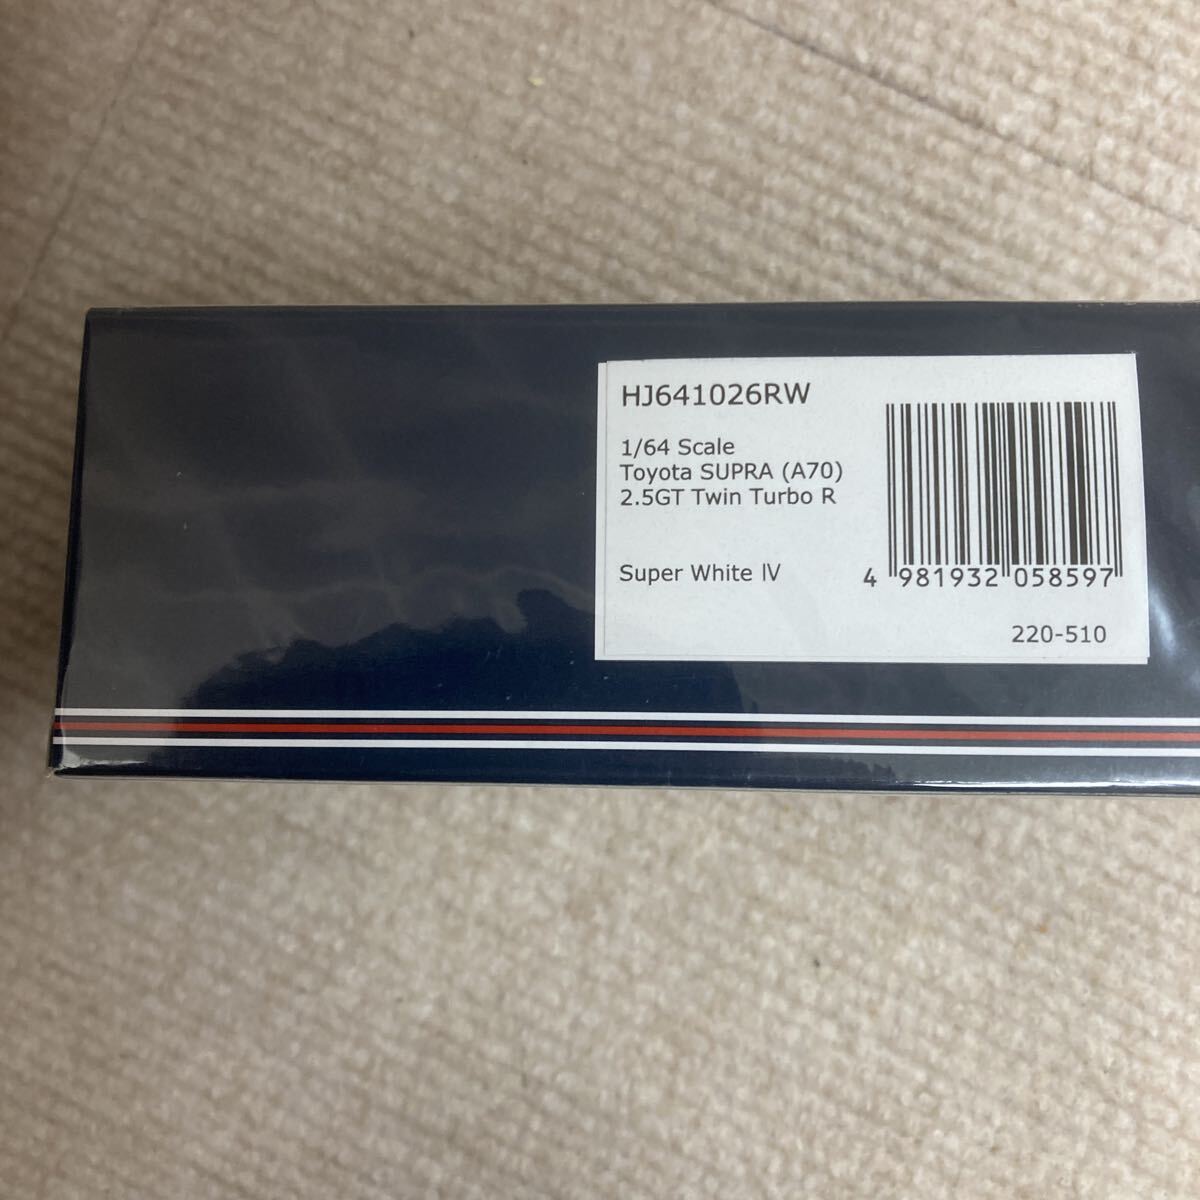 HJ641026RW
1/64 Scale
Toyota SUPRA (A70)
2.5GT Twin Turbo R
Super White Ⅳ
4 981932 058597
220-510